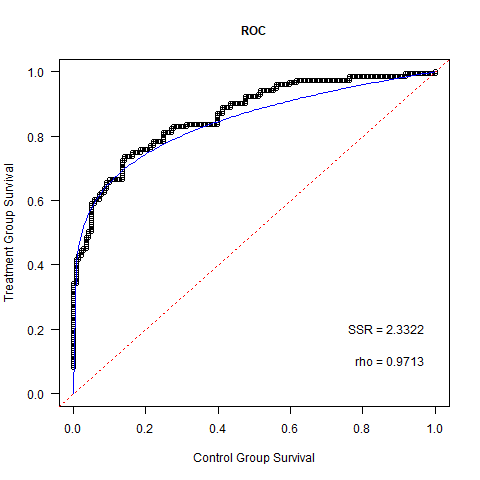 ROC
1.0
0.8
0.6
0.4
0.2
0.0
Treatment Group Survival
SSR = 2.3322
rho = 0.9713
0.0 0.2 0.4 0.6 0.8 1.0
Control Group Survival